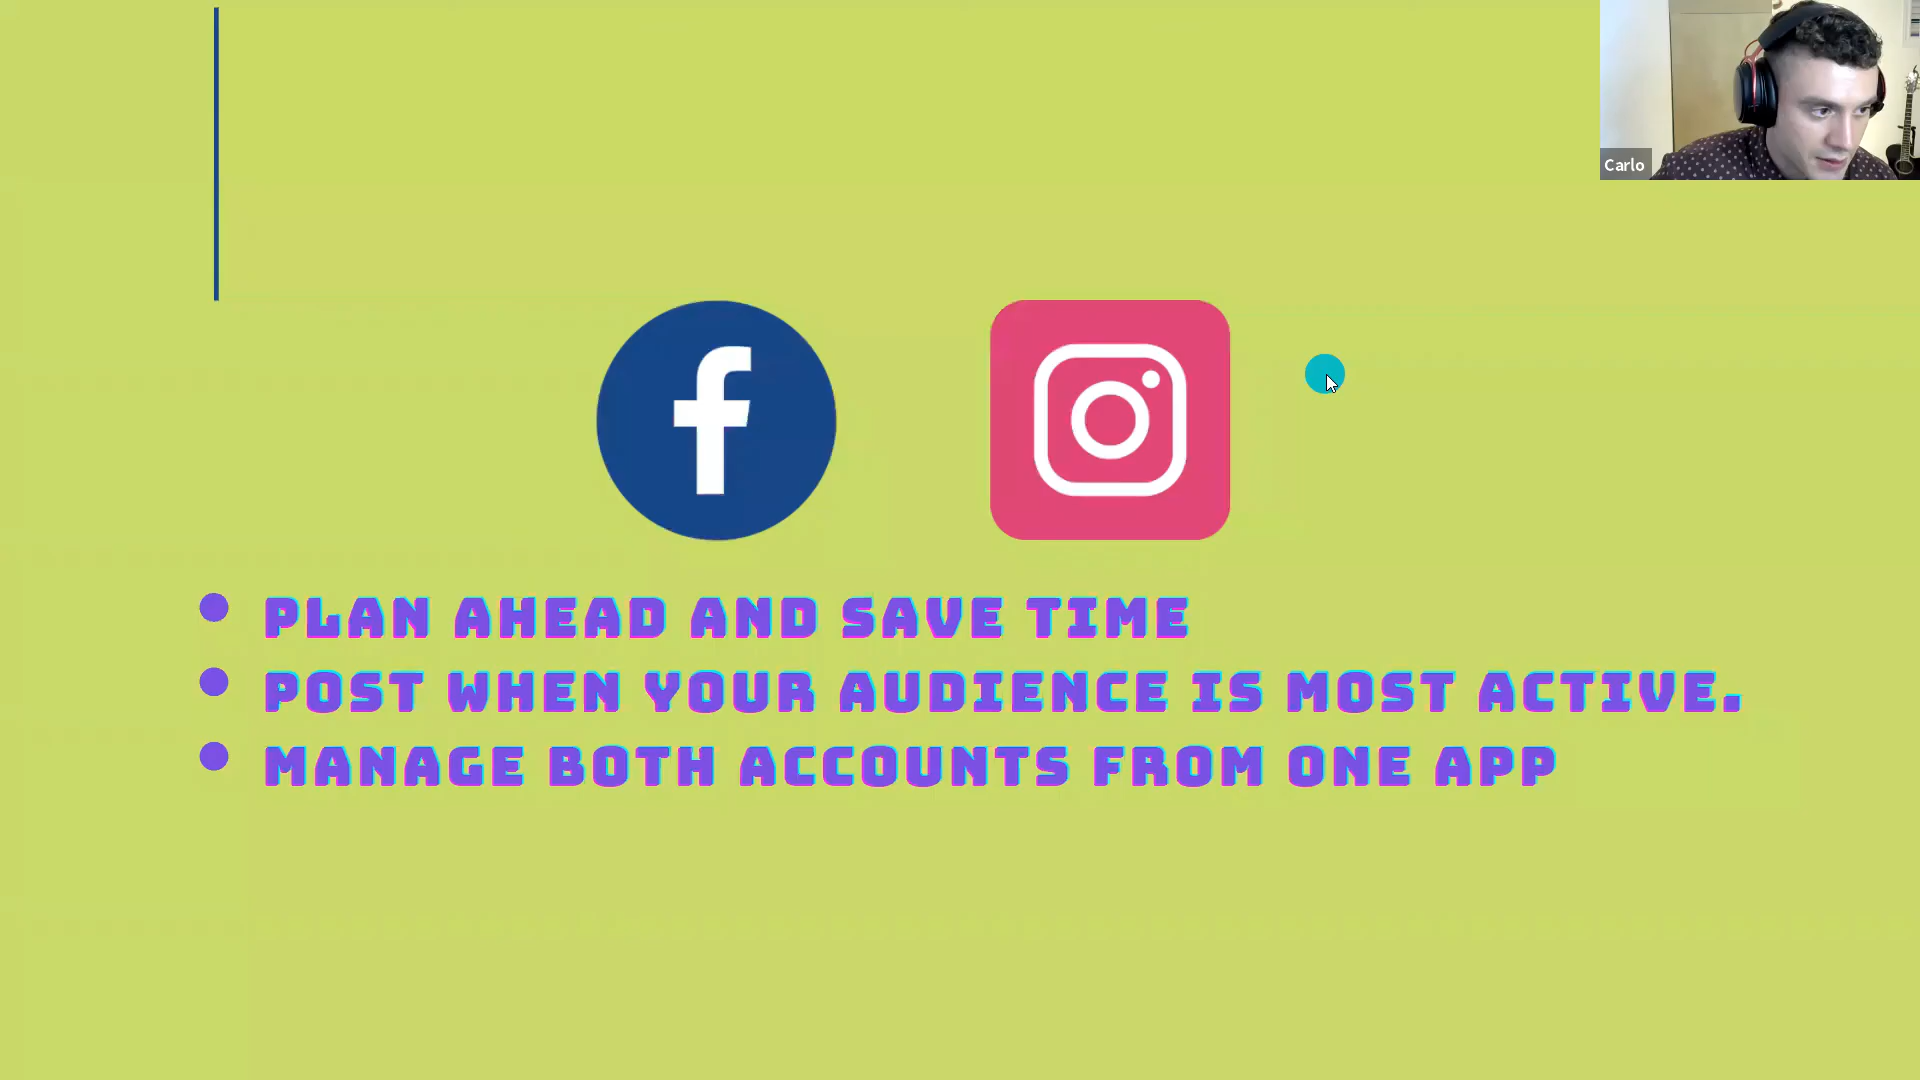 Carlo
PLAN AHEAD AND SAVE TIME
POST WHEN YOUR AUDIENCE IS MOST ACTIVE.
MANAGE BOTH ACCOUNTS FROM ONE APP